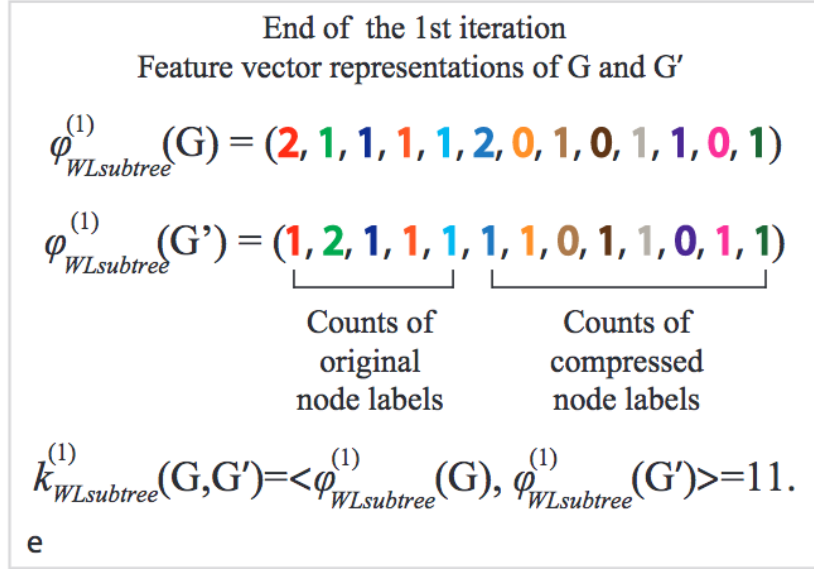 End of the 1st iteration
Feature vector representations of G and G′
φ(1)WLsubtree(G) = (2, 1, 1, 1, 1, 2, 0, 1, 0, 1, 1, 0, 1)
φ(1)WLsubtree(G’) = (1, 2, 1, 1, 1, 1, 1, 0, 1, 1, 0, 1, 1)
Counts of original node labels
Counts of compressed node labels
k(1)WLsubtree(G,G′)=<φ(1)WLsubtree(G), φ(1)WLsubtree(G′)>=11.
e